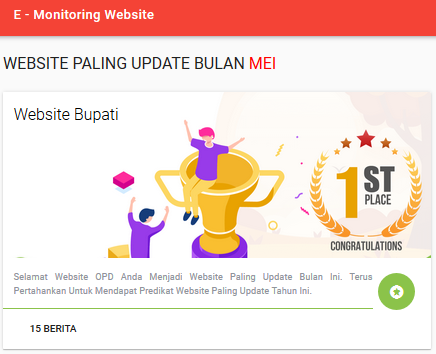 E - Monitoring Website
WEBSITE PALING UPDATE BULAN MEI
Website Bupati
1ST
PLACE
CONGRATULATIONS
Selamat Website OPD Anda Menjadi Website Paling Update Bulan Ini. Terus
Pertahankan Untuk Mendapat Predikat Website Paling Update Tahun Ini.
15 BERITA